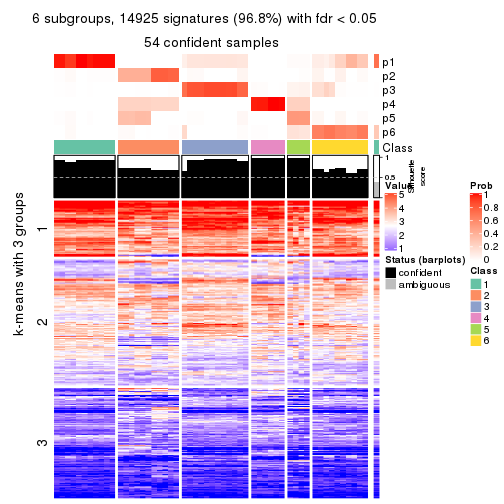 6 subgroups, 14925 signatures (96.8%) with fdr < 0.05
54 confident samples
p1
p2
p3
p4
p5
p6
Class
1
0.5
0
Silhouette
score
k-means with 3 groups
1
2
3
Value
5
4
3
2
1
Status (barplots)
confident
ambiguous
Prob
1
0.8
0.6
0.4
0.2
0
Class
1
2
3
4
5
6